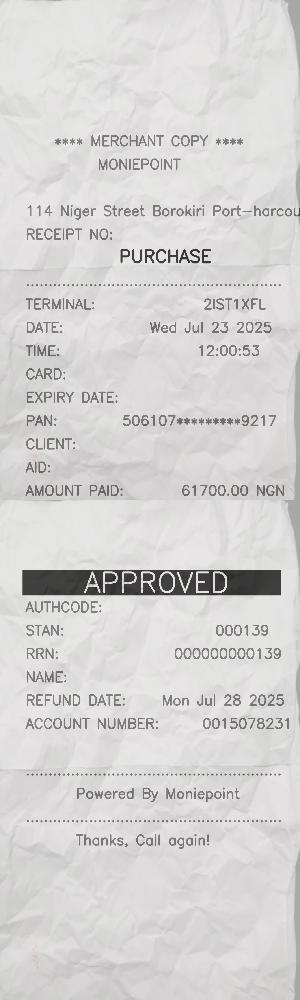 **** MERCHANT COPY ****
MONIEPOINT
114 Niger Street Borokiri Port-harcou
RECEIPT NO:
PURCHASE
TERMINAL: 2IST1XFL
DATE: Wed Jul 23 2025
TIME: 12:00:53
CARD:
EXPIRY DATE:
PAN: 506107*********9217
CLIENT:
AID:
AMOUNT PAID: 61700.00 NGN
APPROVED
AUTHCODE:
STAN: 000139
RRN: 000000000139
NAME:
REFUND DATE: Mon Jul 28 2025
ACCOUNT NUMBER: 0015078231
Powered By Moniepoint
Thanks, Call again!